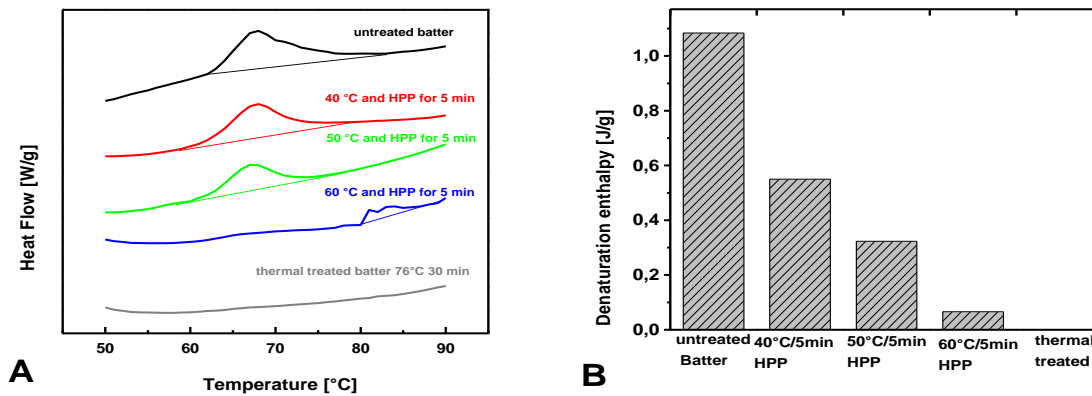 untreated batter
40 °C and HPP for 5 min
50 °C and HPP for 5 min
60 °C and HPP for 5 min
thermal treated batter 76°C 30 min
Heat Flow [W/g]
50 60 70 80 90
Temperature [°C]
A
Denaturation enthalpy [J/g]
1,0
0,8
0,6
0,4
0,2
0,0
untreated 40°C/5min 50°C/5min 60°C/5min thermal
Batter HPP HPP HPP treated
B